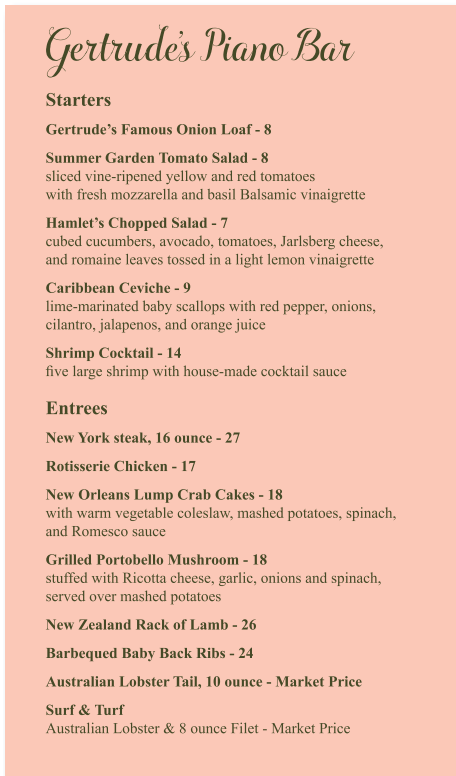 Gertrude's Piano Bar
Starters
Gertrude’s Famous Onion Loaf - 8
Summer Garden Tomato Salad - 8
sliced vine-ripened yellow and red tomatoes
with fresh mozzarella and basil Balsamic vinaigrette
Hamlet’s Chopped Salad - 7
cubed cucumbers, avocado, tomatoes, Jarlsberg cheese,
and romaine leaves tossed in a light lemon vinaigrette
Caribbean Ceviche - 9
lime-marinated baby scallops with red pepper, onions,
cilantro, jalapenos, and orange juice
Shrimp Cocktail - 14
five large shrimp with house-made cocktail sauce
Entrees
New York steak, 16 ounce - 27
Rotisserie Chicken - 17
New Orleans Lump Crab Cakes - 18
with warm vegetable coleslaw, mashed potatoes, spinach,
and Romesco sauce
Grilled Portobello Mushroom - 18
stuffed with Ricotta cheese, garlic, onions and spinach,
served over mashed potatoes
New Zealand Rack of Lamb - 26
Barbequed Baby Back Ribs - 24
Australian Lobster Tail, 10 ounce - Market Price
Surf & Turf
Australian Lobster & 8 ounce Filet - Market Price